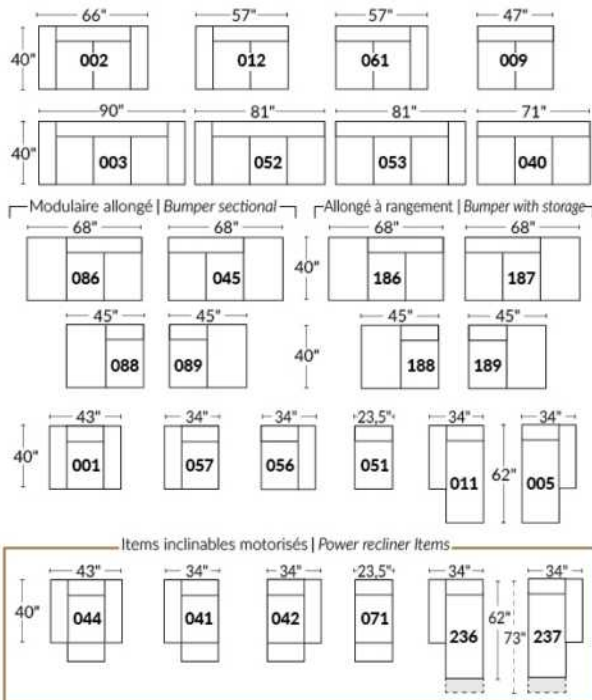 66" 57" 57" 47"
40" 002 012 061 009
90" 81" 81" 71"
40" 003 052 053 040
Modulaire allongé | Bumper sectional Allongé à rangement | Bumper with storage
68" 68" 68" 68"
086 045 40" 186 187
45" 45" 45" 45"
088 089 40" 188 189
43" 34" 34" 23,5" 34" 34"
40" 001 057 056 051 011 62" 005
Items inclinables motorisés | Power recliner Items
43" 34" 34" 23,5" 34" 34"
40" 044 041 042 071 236 62" 73" 237